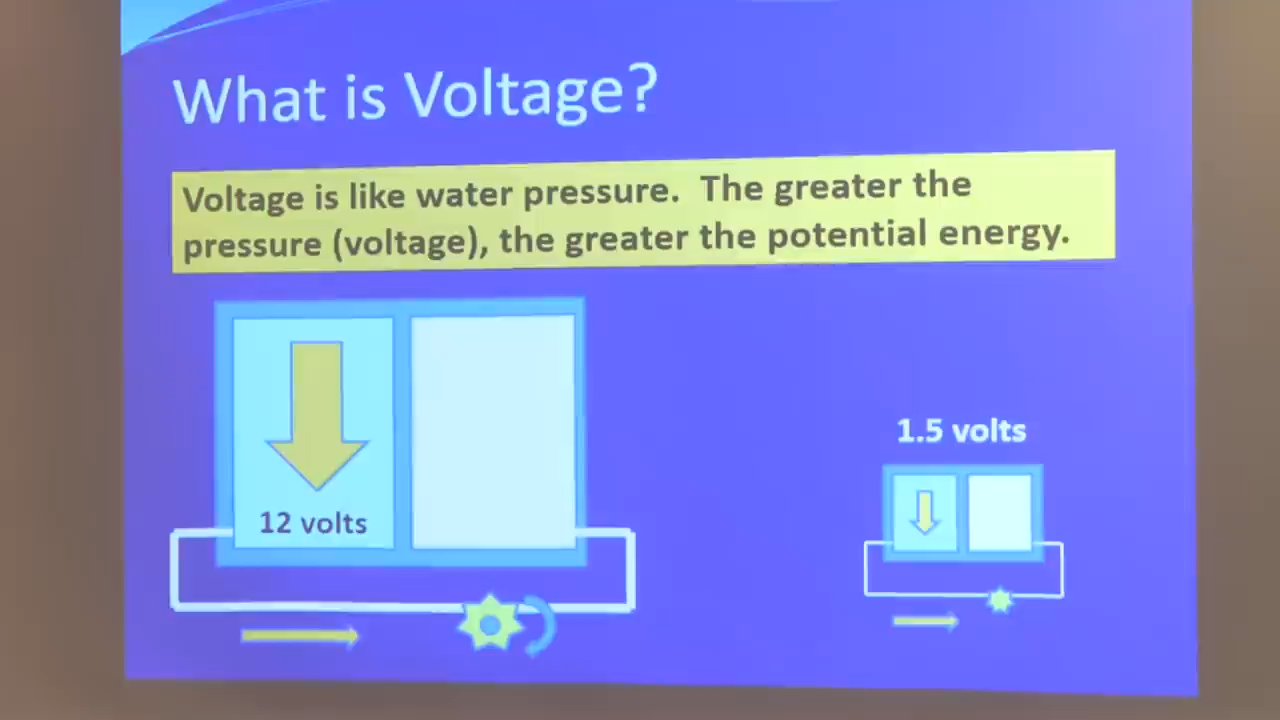 What is Voltage?
Voltage is like water pressure. The greater the
pressure (voltage), the greater the potential energy.
1.5 volts
12 volts